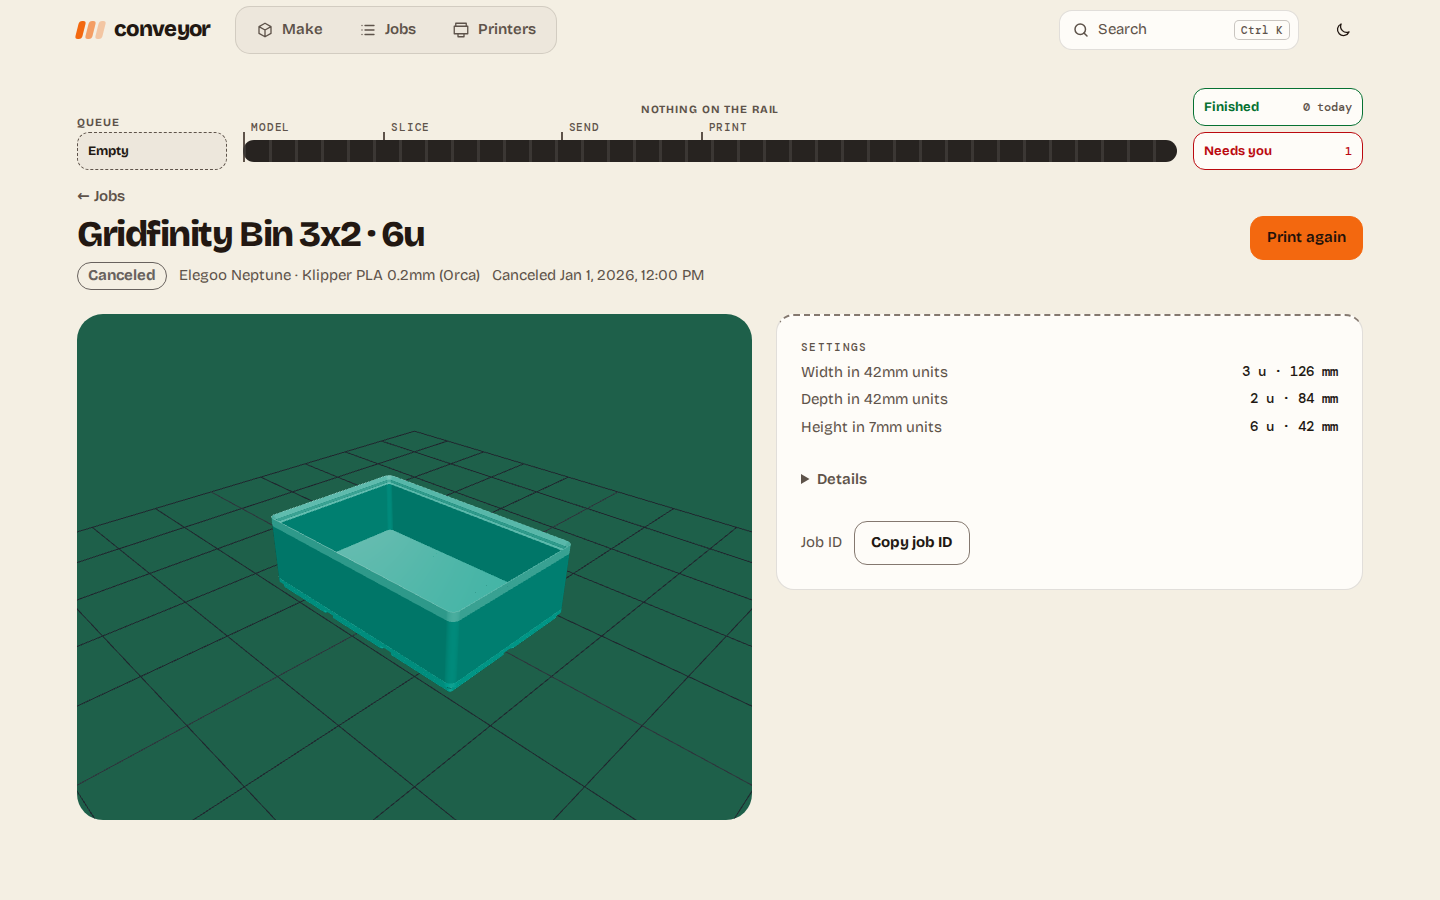 conveyor
Make
Jobs
Printers
Search
Ctrl K
QUEUE
Empty
NOTHING ON THE RAIL
MODEL
SLICE
SEND
PRINT
Finished 0 today
Needs you 1
← Jobs
Gridfinity Bin 3x2 · 6u
Print again
Canceled
Elegoo Neptune · Klipper PLA 0.2mm (Orca)
Canceled Jan 1, 2026, 12:00 PM
SETTINGS
Width in 42mm units 3 u · 126 mm
Depth in 42mm units 2 u · 84 mm
Height in 7mm units 6 u · 42 mm
Details
Job ID
Copy job ID